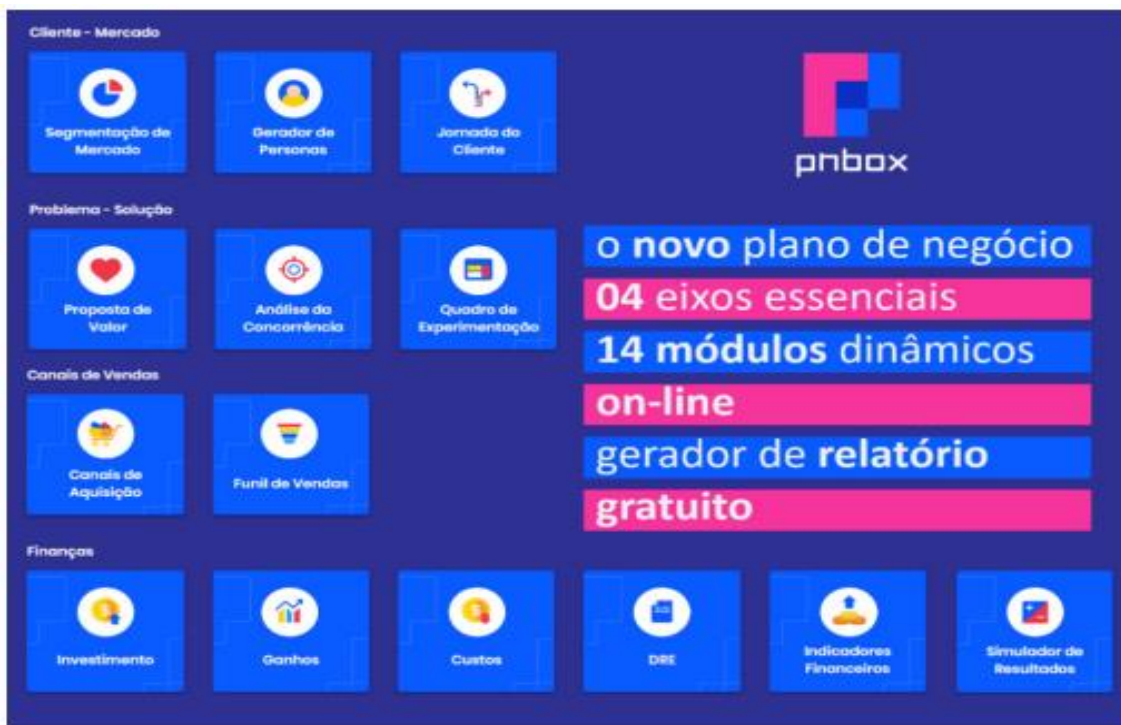 Cliente - Mercado
Segmentação de
Mercado
Gerador de
Personas
Jornada do
Cliente
pnbox
Problema - Solução
Proposta de
Valor
Análise da
Concorrência
Quadro de
Experimentação
o novo plano de negócio
04 eixos essenciais
14 módulos dinâmicos
on-line
gerador de relatório
gratuito
Canais de Vendas
Canais de
Aquisição
Funil de Vendas
Finanças
Investimento
Ganhos
Custos
DRE
Indicadores
Financeiros
Simulador de
Resultados